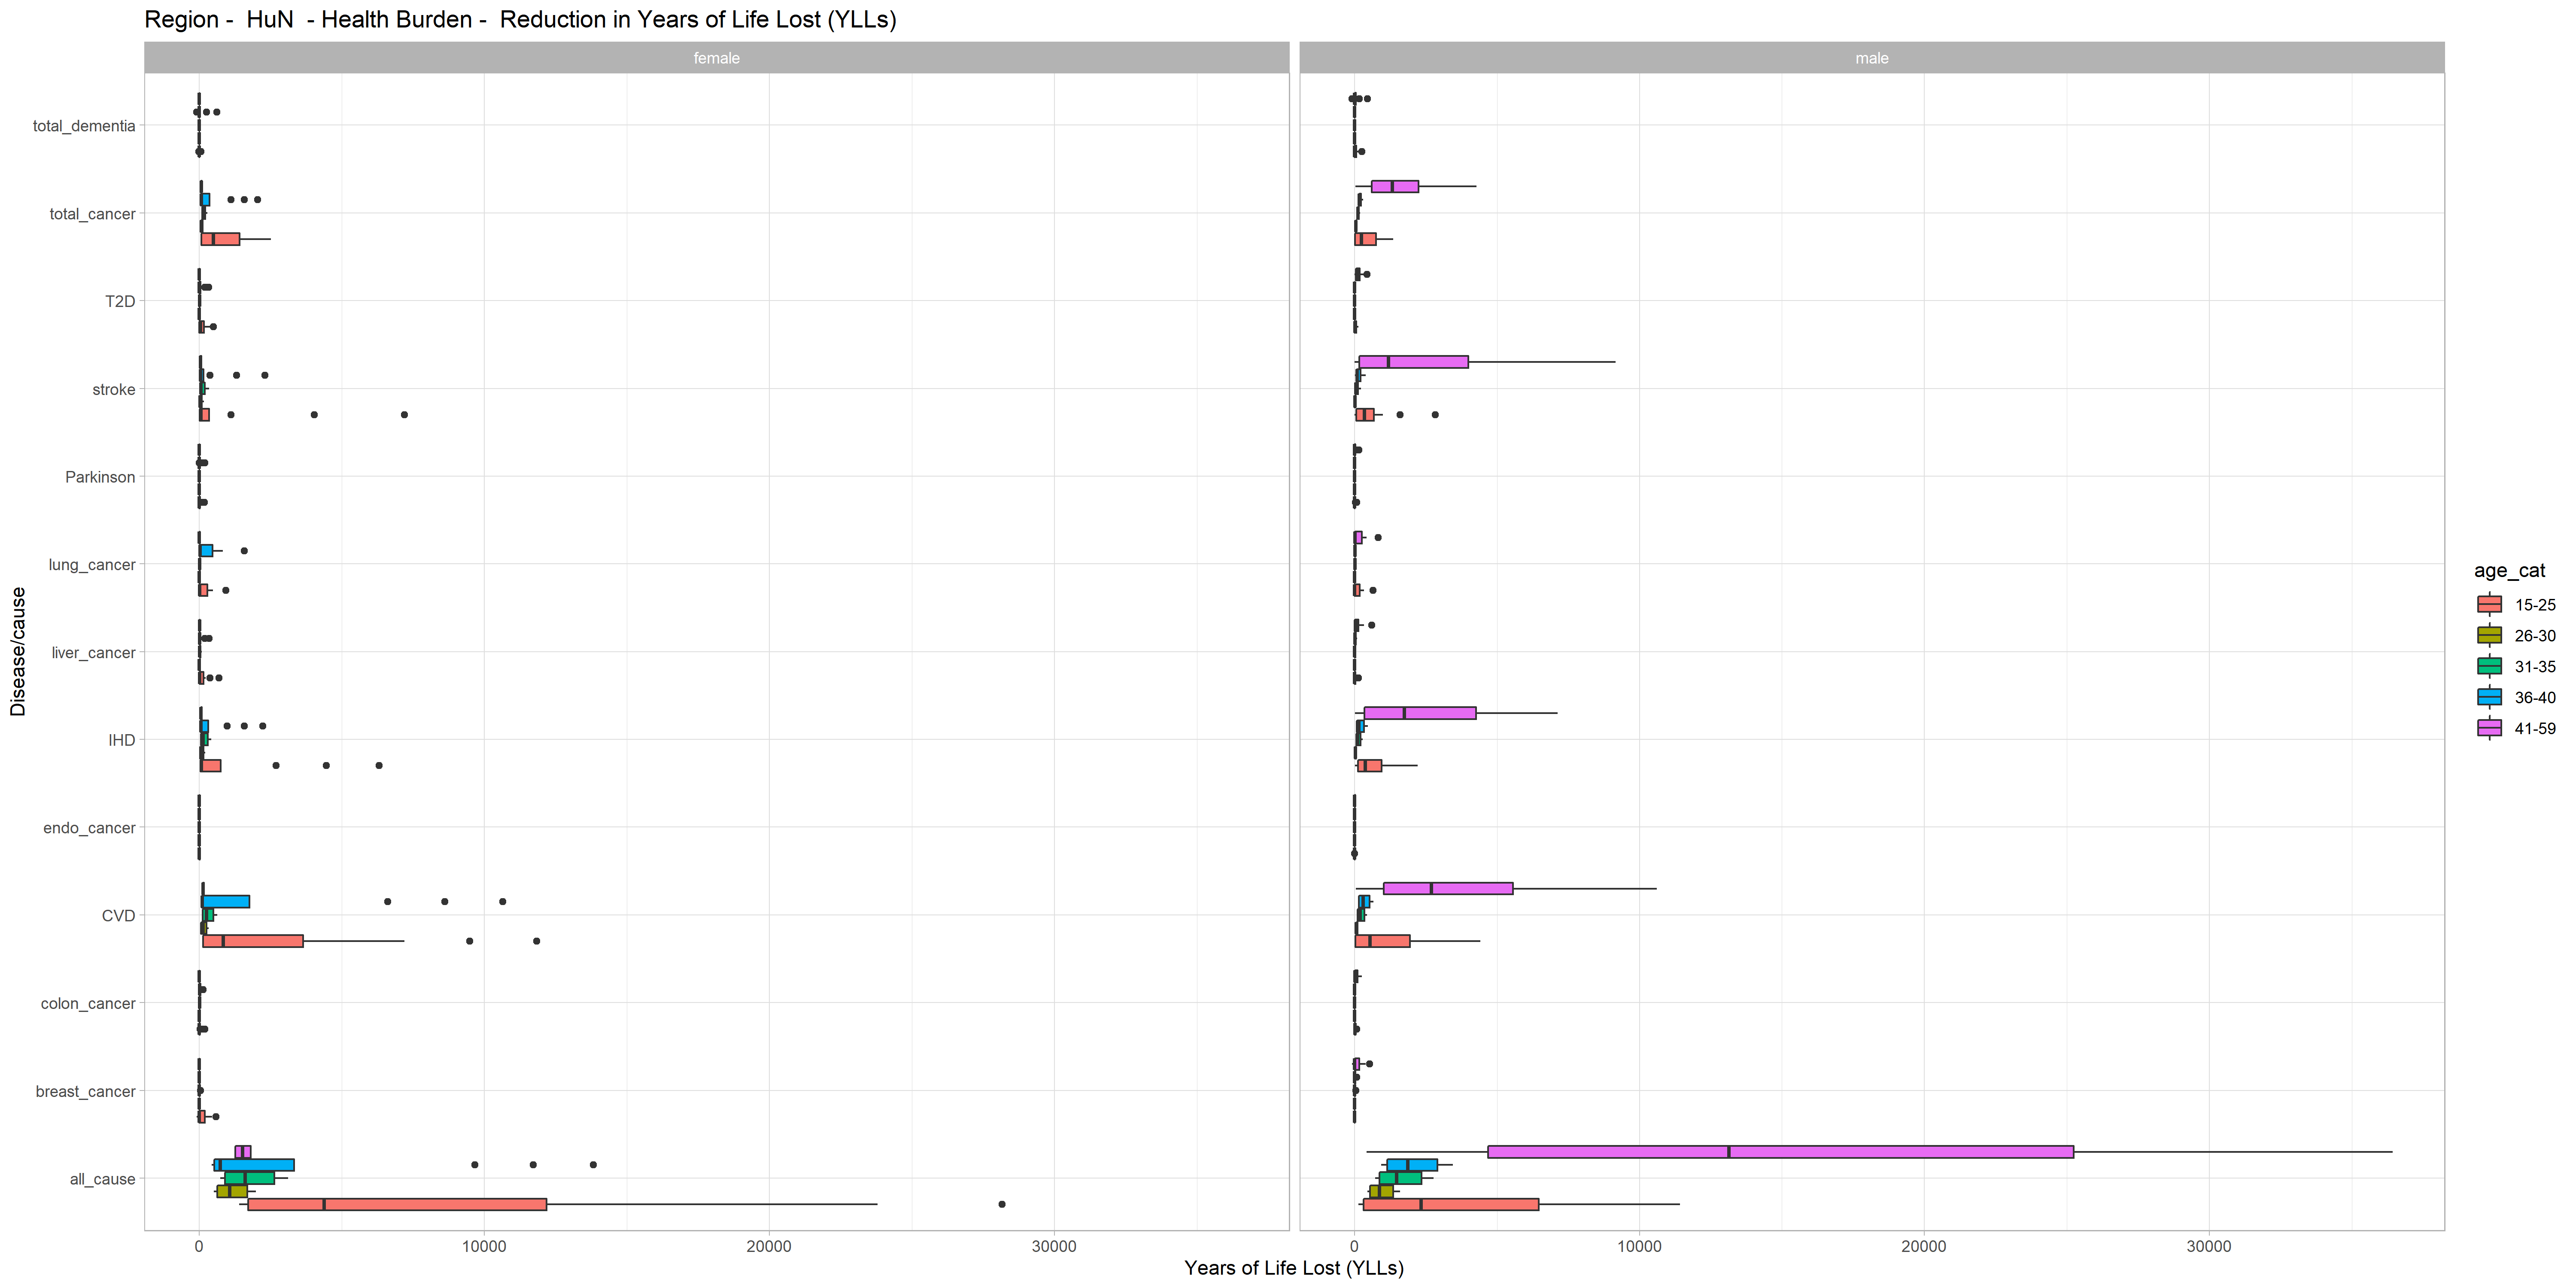 Region -  HuN  - Health Burden -  Reduction in Years of Life Lost (YLLs)
female
male
Disease/cause
total_dementia
total_cancer
T2D
stroke
Parkinson
lung_cancer
liver_cancer
IHD
endo_cancer
CVD
colon_cancer
breast_cancer
all_cause
0 10000 20000 30000
0 10000 20000 30000
Years of Life Lost (YLLs)
age_cat
15-25
26-30
31-35
36-40
41-59